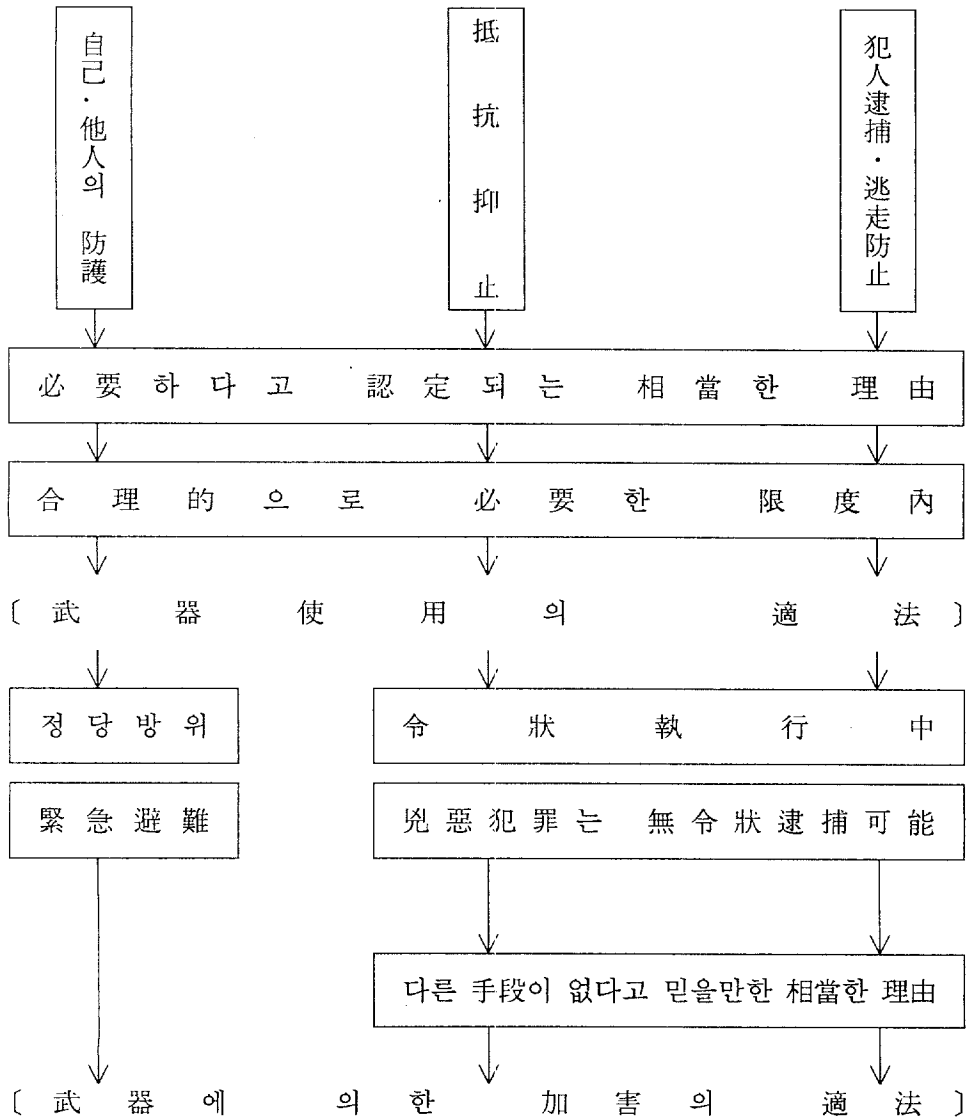 自己·他人의 防護
抵抗抑止
犯人逮捕·逃走防止
必要하다고 認定되는 相當한 理由
合理的으로 必要한 限度內
〔武器使用의 適法〕
정당방위
令狀執行中
緊急避難
兇惡犯罪는 無令狀逮捕可能
다른 手段이 없다고 믿을만한 相當한 理由
〔武器에 의한 加害의 適法〕